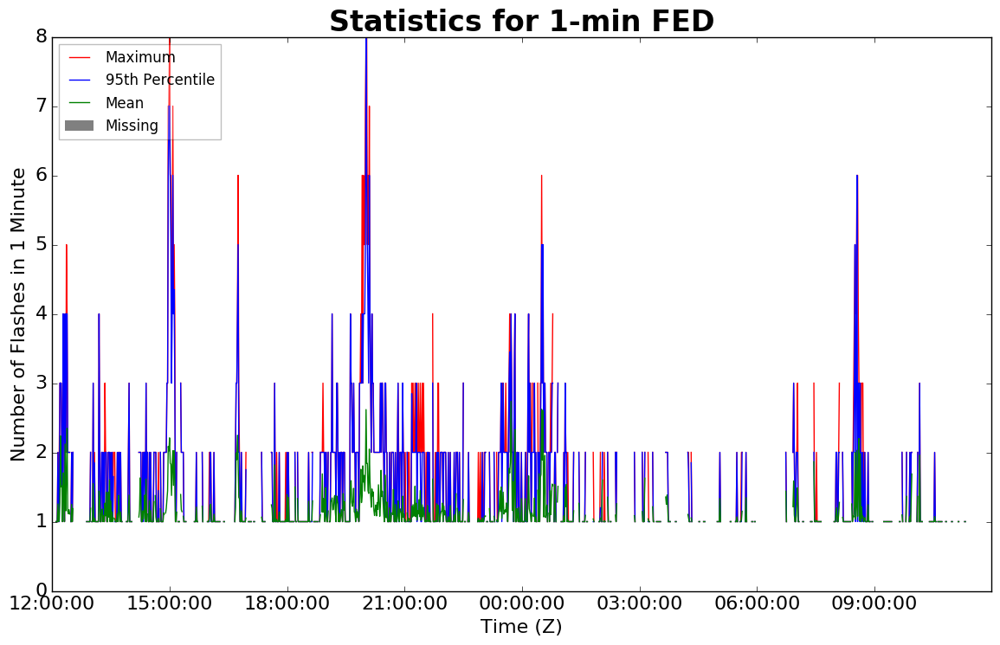 Statistics for 1-min FED
Number of Flashes in 1 Minute
8
7
6
5
4
3
2
1
0
Maximum
95th Percentile
Mean
Missing
12:00:00
15:00:00
18:00:00
21:00:00
00:00:00
03:00:00
06:00:00
09:00:00
Time (Z)